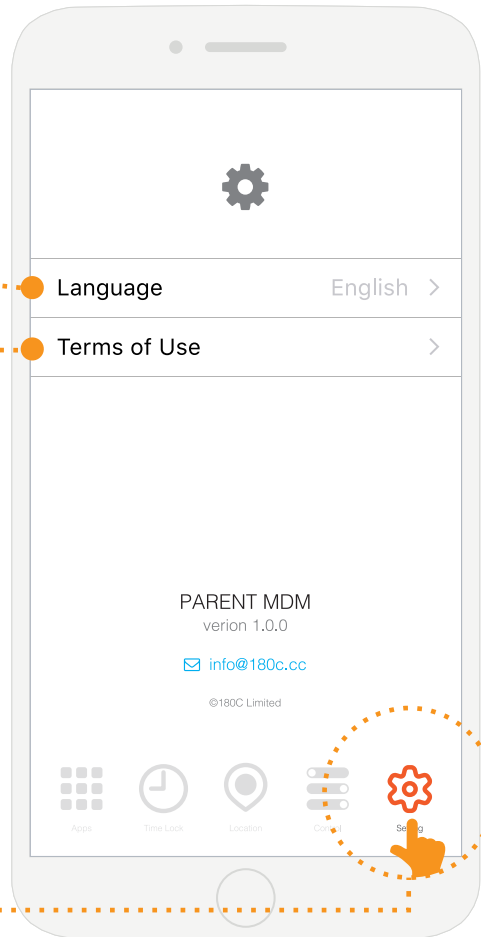 Language English
Terms of Use
PARENT MDM
verion 1.0.0
info@180c.cc
©180C Limited
Apps Time Lock Location